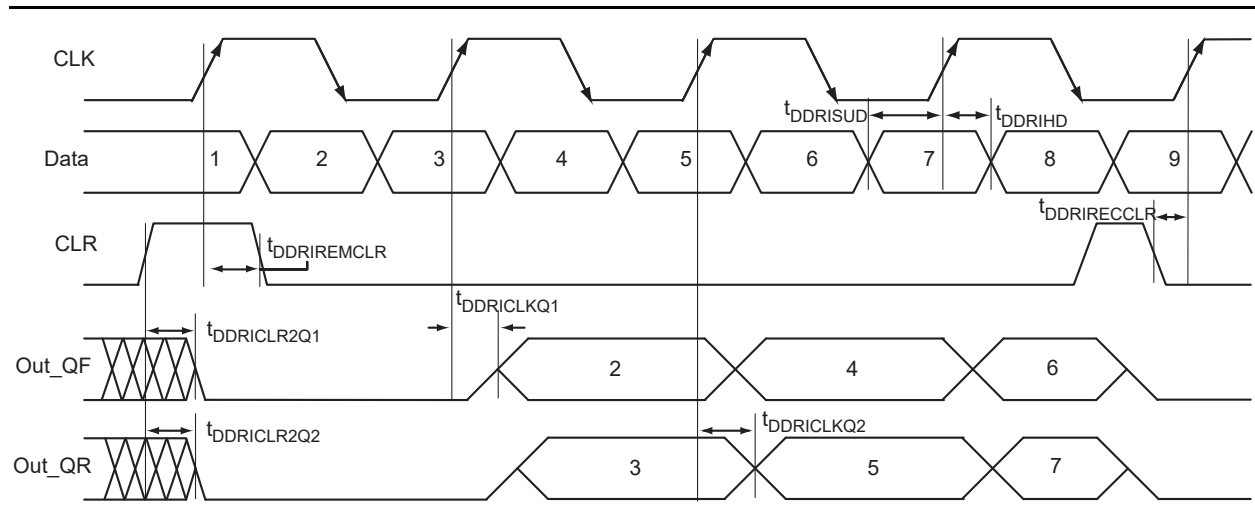 CLK
tDDRISUD
tDDRIHD
Data
1 2 3 4 5 6 7 8 9
tDDRIRECCLR
CLR
tDDRIREMCLR
tDDRICLKQ1
tDDRICLR2Q1
Out_QF
2 4 6
tDDRICLR2Q2
tDDRICLKQ2
Out_QR
3 5 7